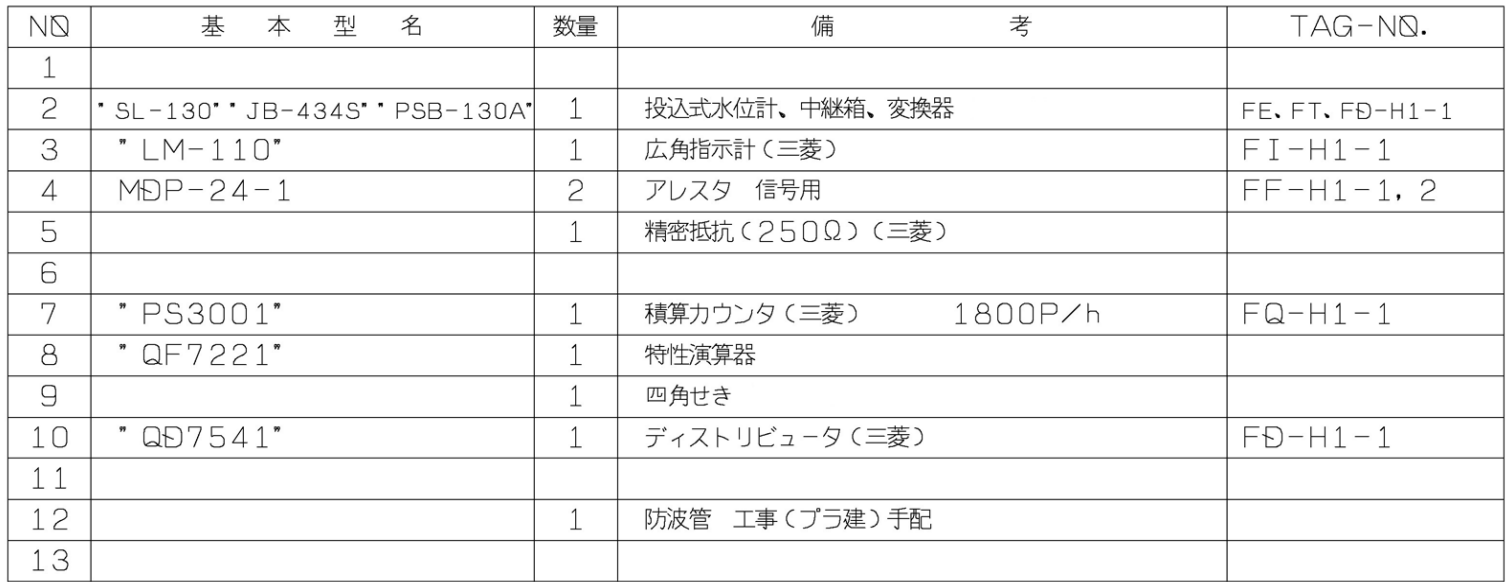 NO 基本型名 数量 備考 TAG-NO.
1
2 "SL-130" "JB-434S" "PSB-130A" 1 投込式水位計、中継箱、変換器 FE、FT、FD-H1-1
3 "LM-110" 1 広角指示計(三菱) FI-H1-1
4 MDP-24-1 2 アレスタ 信号用 FF-H1-1, 2
5 1 精密抵抗(250Ω)(三菱)
6
7 "PS3001" 1 積算カウンタ(三菱) 1800P/h FQ-H1-1
8 "QF7221" 1 特性演算器
9 1 四角せき
10 "QD7541" 1 ディストリビュータ(三菱) FD-H1-1
11
12 1 防波管 工事(プラ建)手配
13